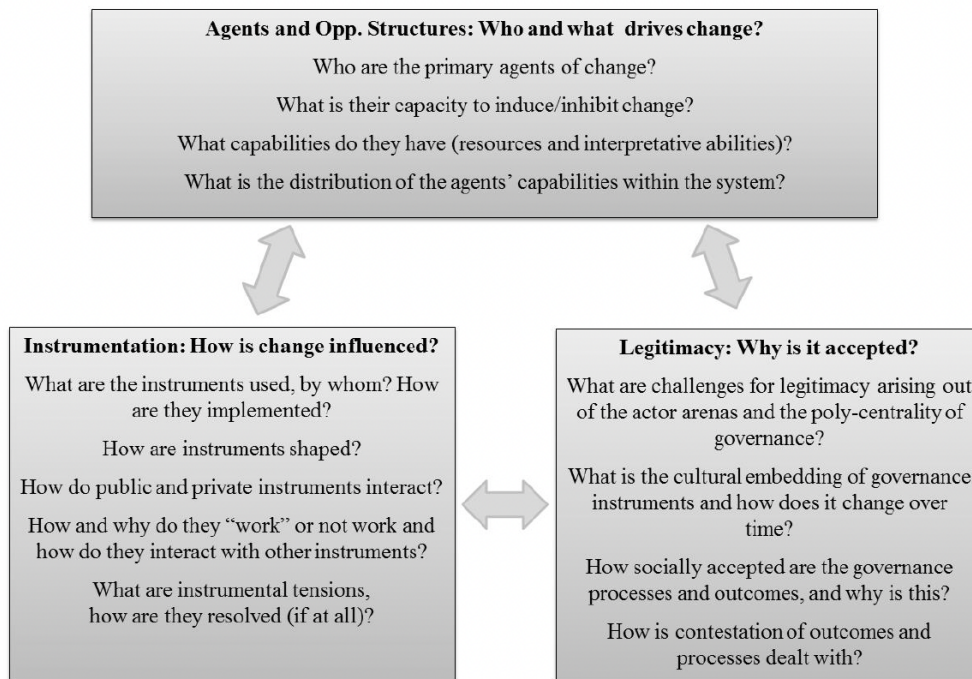 Agents and Opp. Structures: Who and what drives change?
Who are the primary agents of change?
What is their capacity to induce/inhibit change?
What capabilities do they have (resources and interpretative abilities)?
What is the distribution of the agents’ capabilities within the system?
Instrumentation: How is change influenced?
What are the instruments used, by whom? How
are they implemented?
How are instruments shaped?
How do public and private instruments interact?
How and why do they “work” or not work and
how do they interact with other instruments?
What are instrumental tensions,
how are they resolved (if at all)?
Legitimacy: Why is it accepted?
What are challenges for legitimacy arising out
of the actor arenas and the poly-centrality of
governance?
What is the cultural embedding of governance
instruments and how does it change over
time?
How socially accepted are the governance
processes and outcomes, and why is this?
How is contestation of outcomes and
processes dealt with?